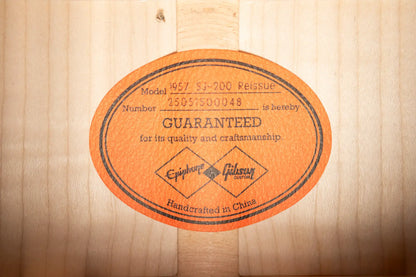 Model 1957 SJ-200 Reissue
Number 25051500048 is hereby
GUARANTEED
for its quality and craftsmanship.
Epiphone Gibson
CUSTOM
Handcrafted in China